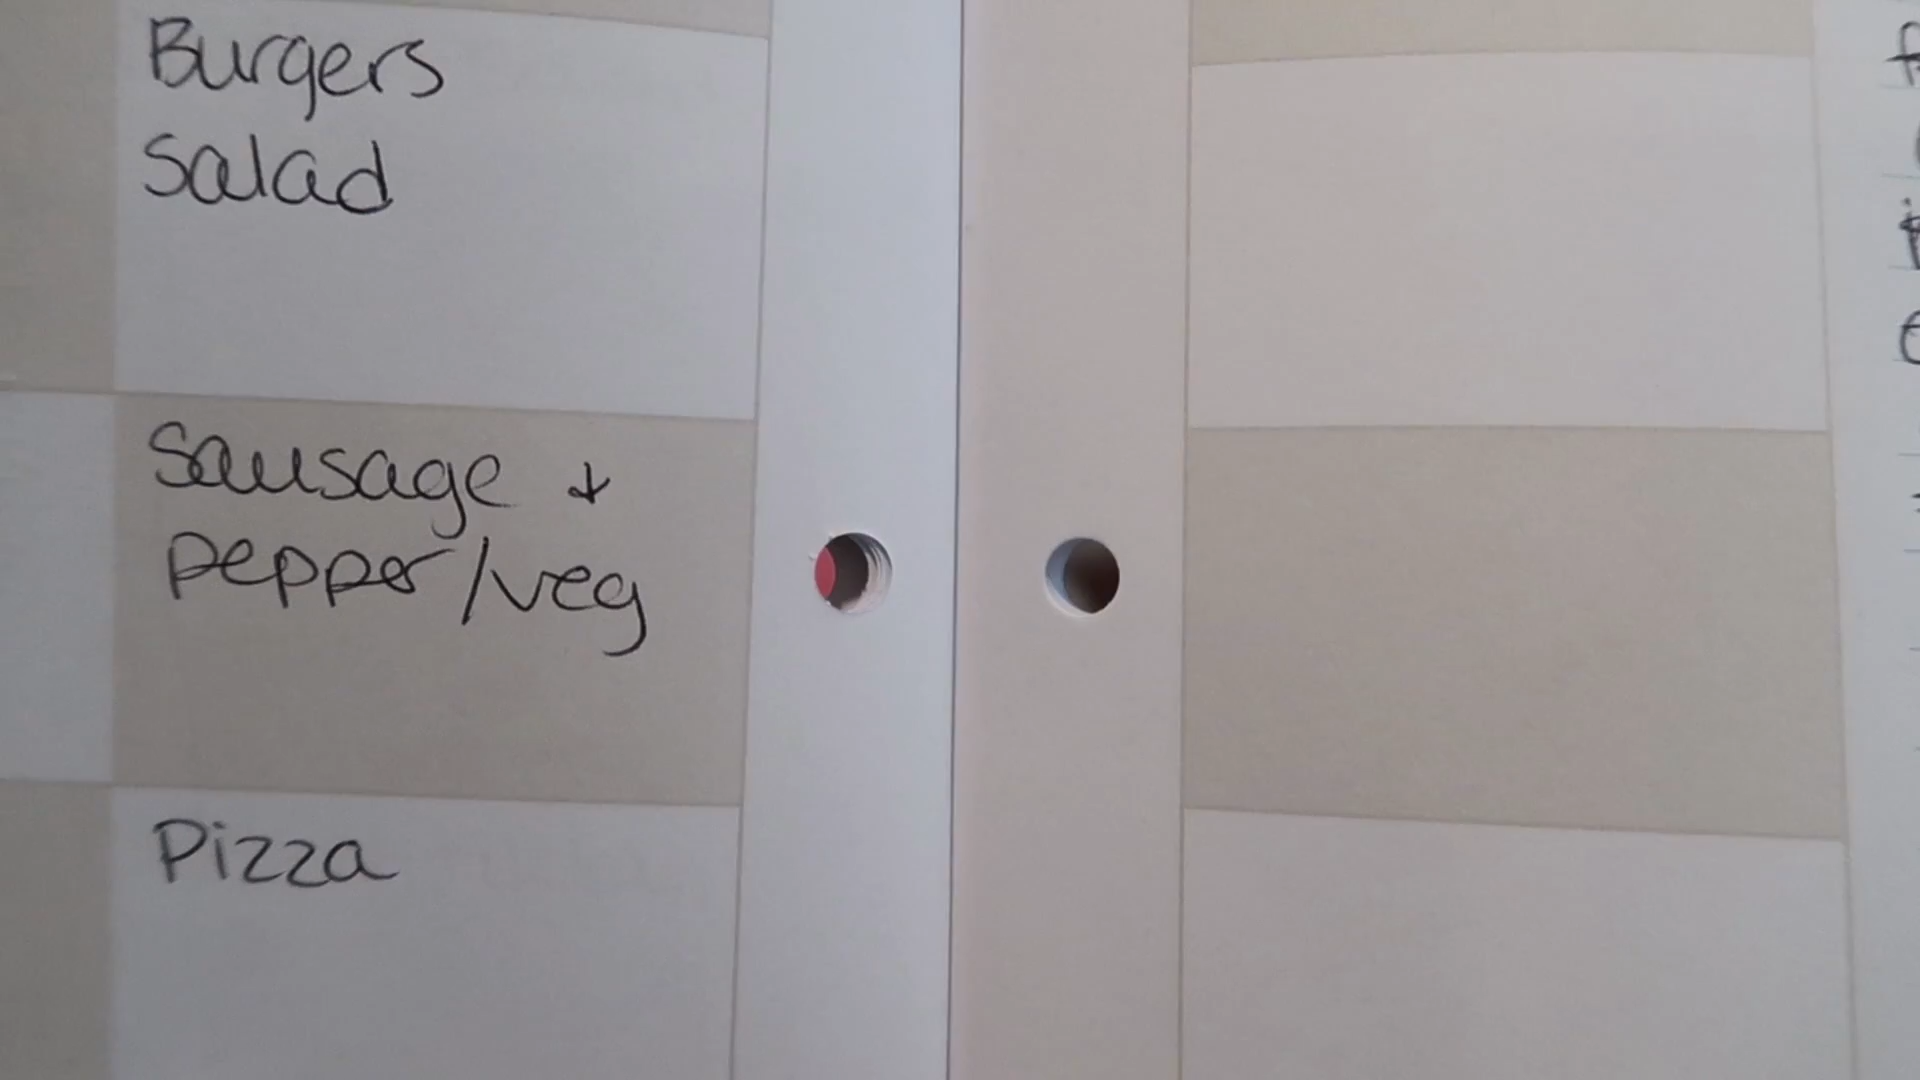 Burgers
Salad
Sausage +
pepper/veg
Pizza